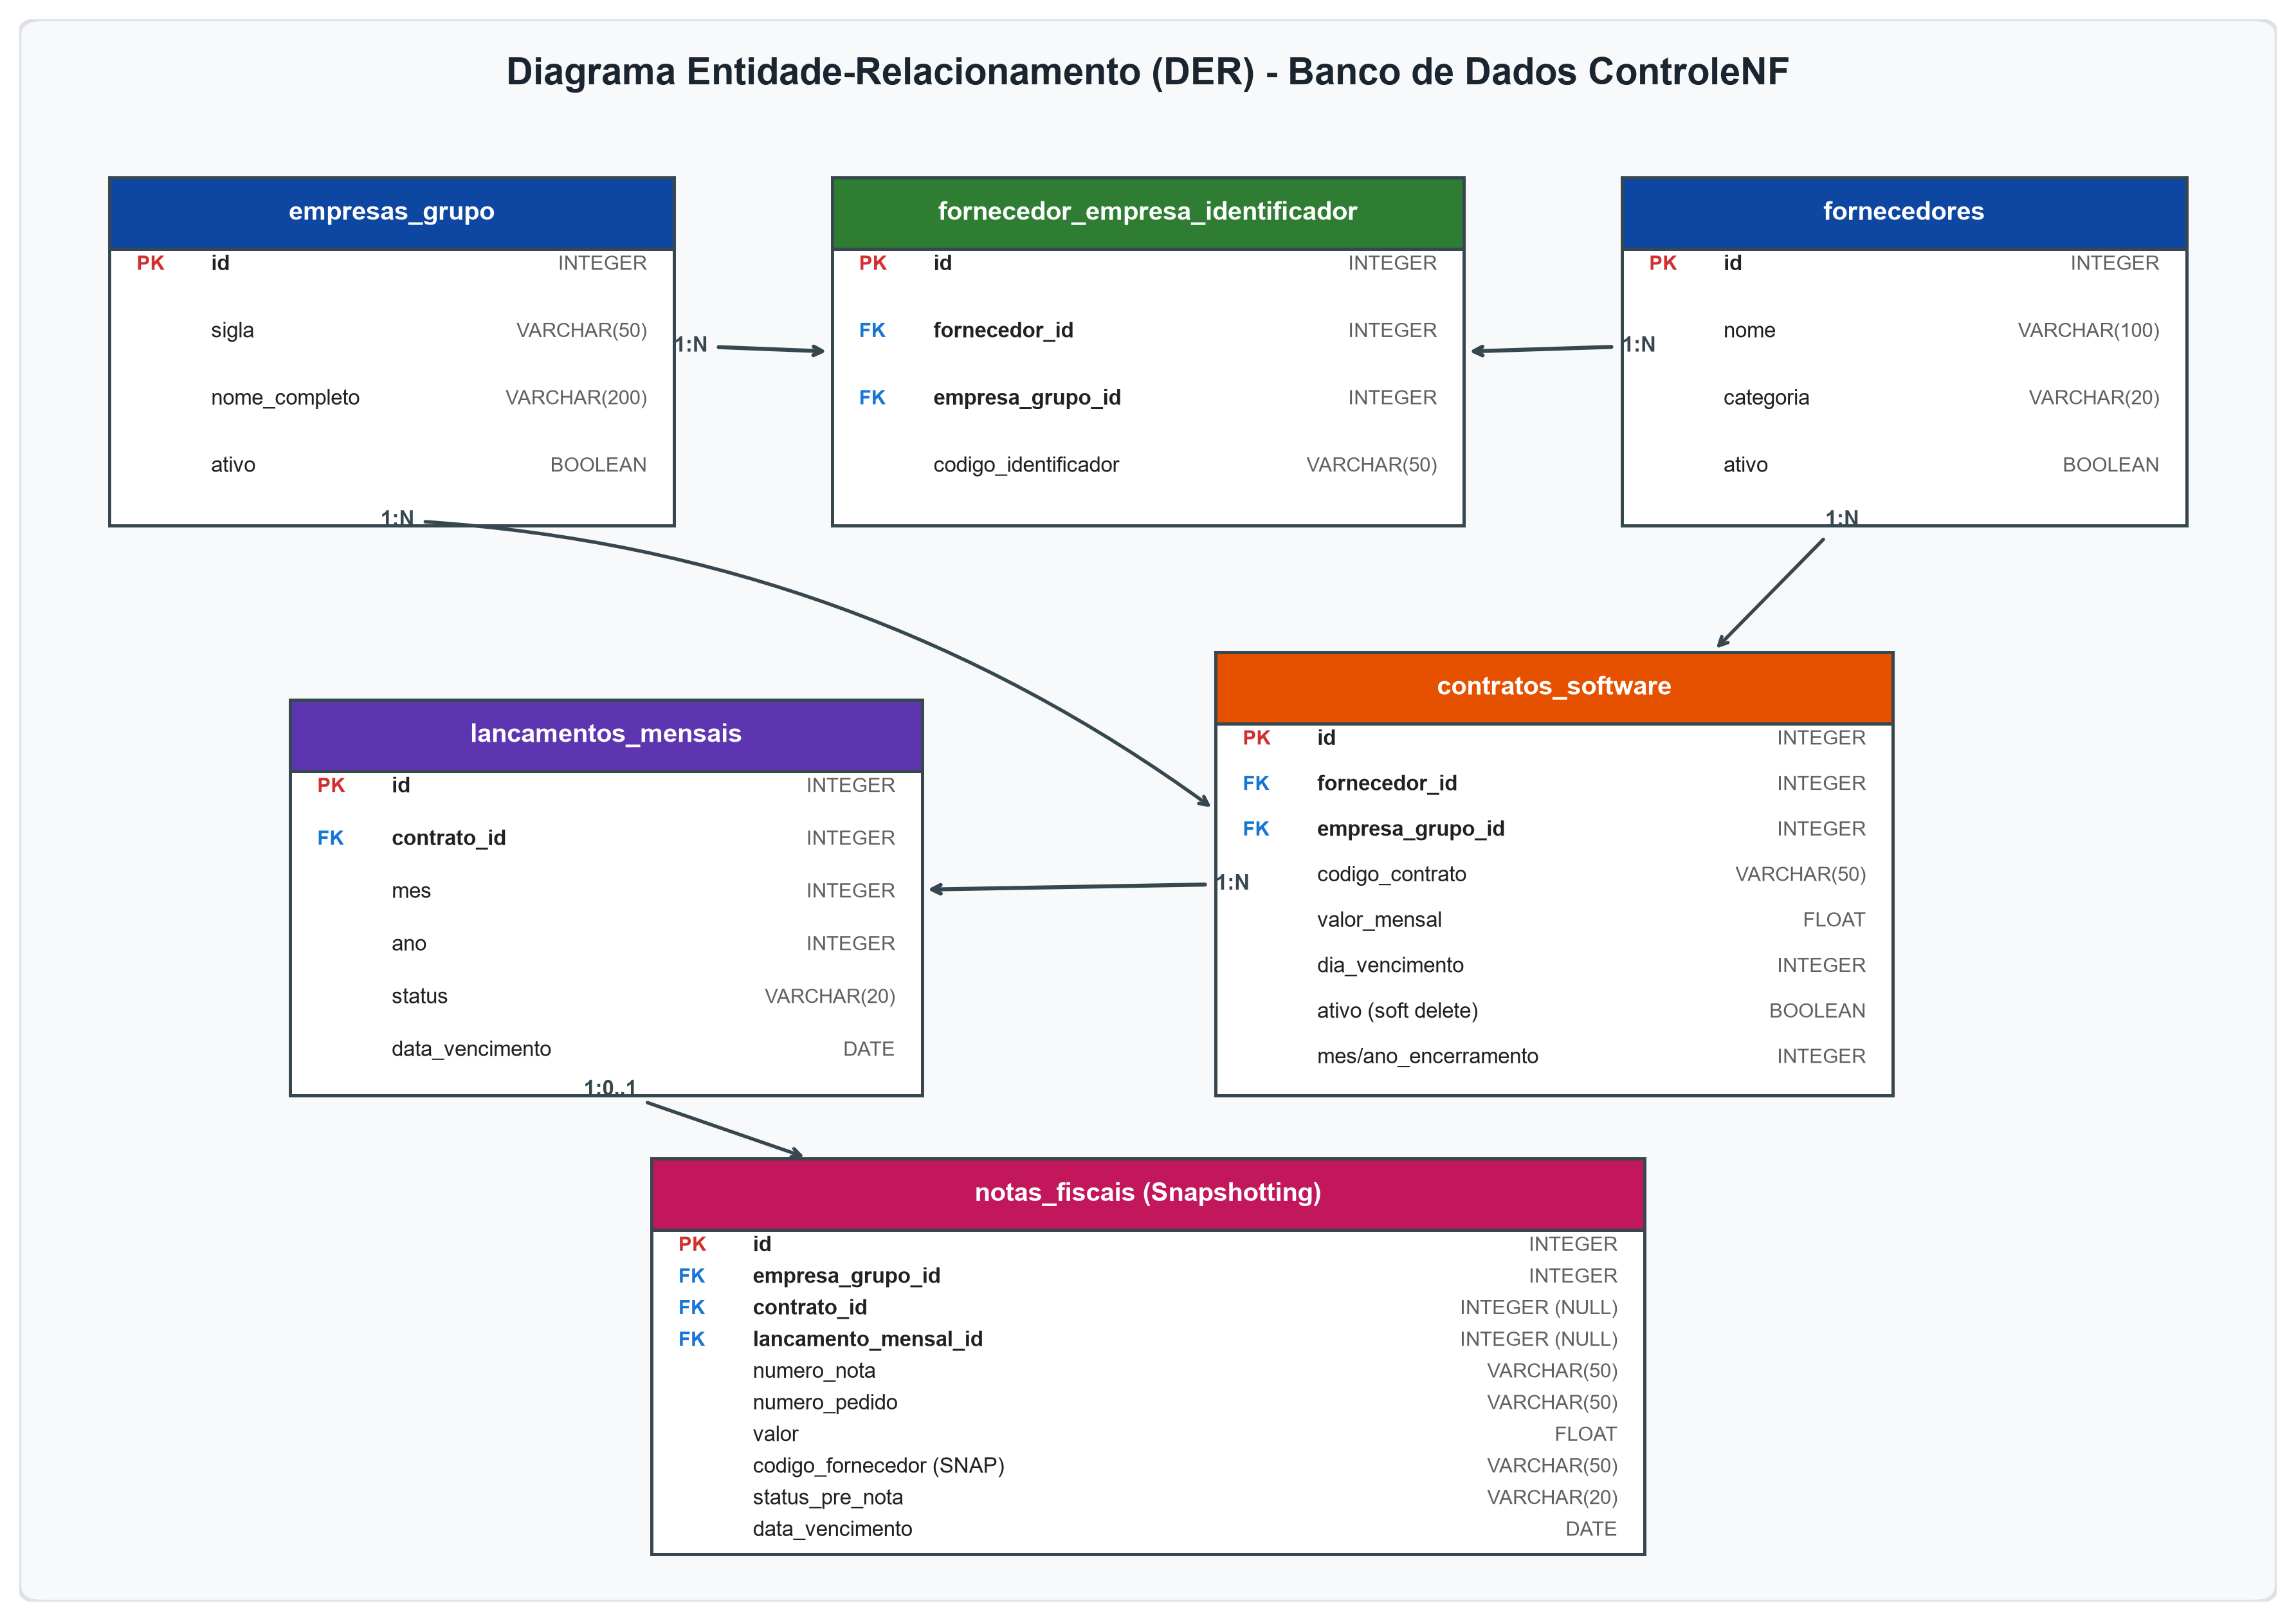 Diagrama Entidade-Relacionamento (DER) - Banco de Dados ControleNF
empresas_grupo
PK id INTEGER
sigla VARCHAR(50)
nome_completo VARCHAR(200)
ativo BOOLEAN
1:N
1:N
fornecedor_empresa_identificador
PK id INTEGER
FK fornecedor_id INTEGER
FK empresa_grupo_id INTEGER
codigo_identificador VARCHAR(50)
fornecedores
PK id INTEGER
nome VARCHAR(100)
1:N
categoria VARCHAR(20)
ativo BOOLEAN
1:N
lancamentos_mensais
PK id INTEGER
FK contrato_id INTEGER
mes INTEGER
ano INTEGER
status VARCHAR(20)
data_vencimento DATE
1:0..1
contratos_software
PK id INTEGER
FK fornecedor_id INTEGER
FK empresa_grupo_id INTEGER
codigo_contrato VARCHAR(50)
1:N
valor_mensal FLOAT
dia_vencimento INTEGER
ativo (soft delete) BOOLEAN
mes/ano_encerramento INTEGER
notas_fiscais (Snapshotting)
PK id INTEGER
FK empresa_grupo_id INTEGER
FK contrato_id INTEGER (NULL)
FK lancamento_mensal_id INTEGER (NULL)
numero_nota VARCHAR(50)
numero_pedido VARCHAR(50)
valor FLOAT
codigo_fornecedor (SNAP) VARCHAR(50)
status_pre_nota VARCHAR(20)
data_vencimento DATE